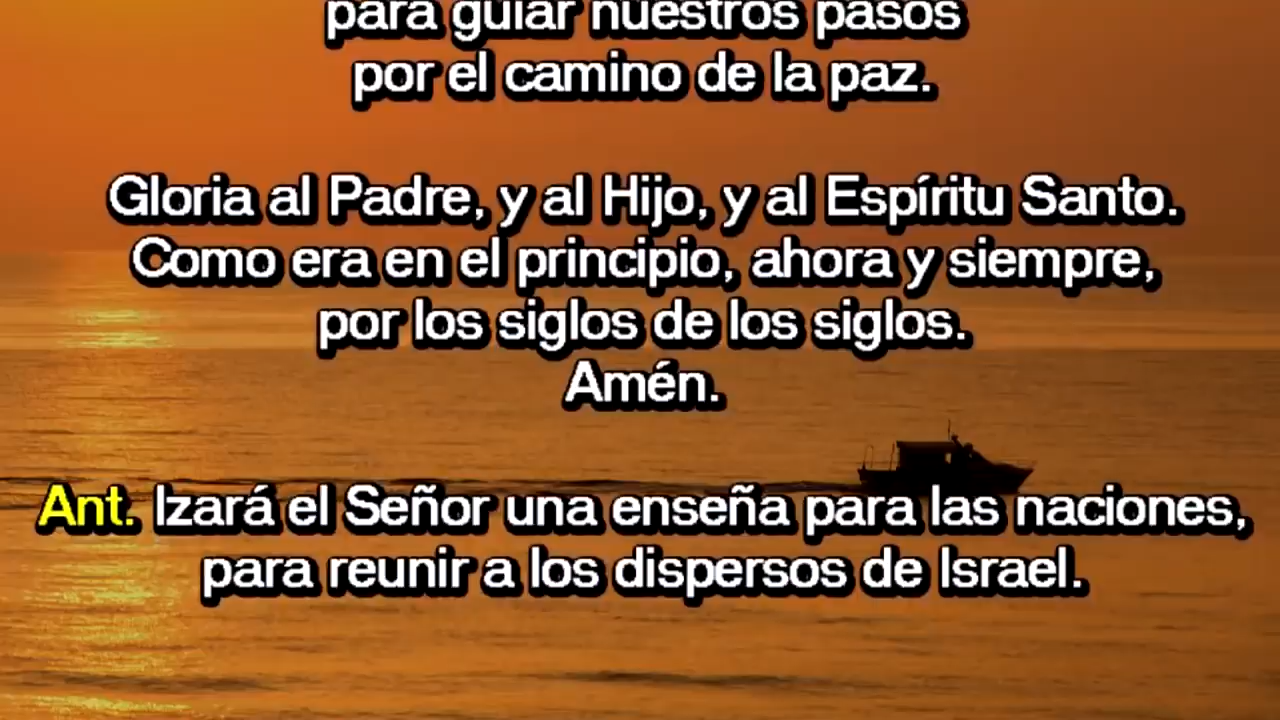 para guiar nuestros pasos
por el camino de la paz.
Gloria al Padre, y al Hijo, y al Espíritu Santo.
Como era en el principio, ahora y siempre,
por los siglos de los siglos.
Amén.
Ant. Izará el Señor una enseña para las naciones,
para reunir a los dispersos de Israel.